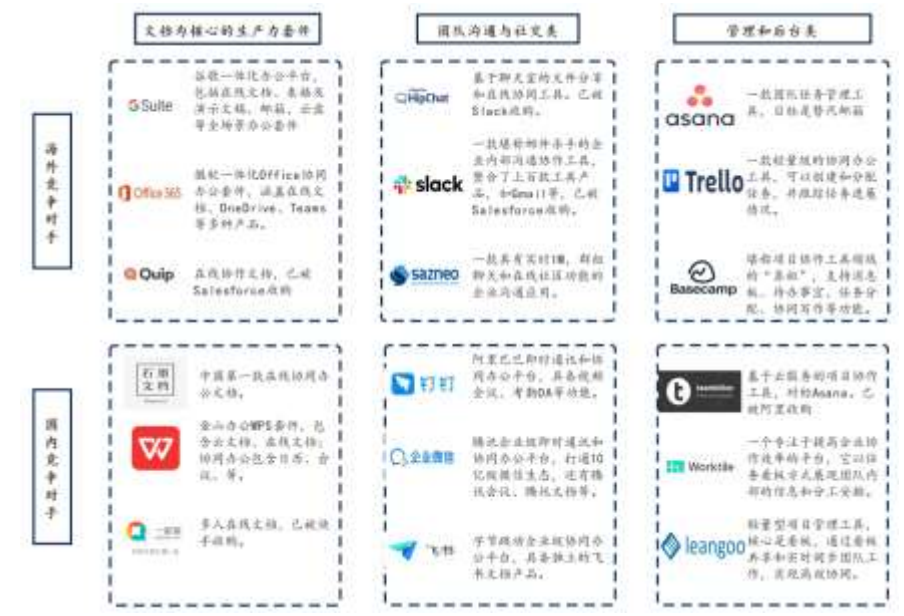 文档为核心的生产力套件
团队沟通与社交类
管理和后台类
海外竞争对手
G Suite
谷歌一体化办公平台,
包括在线文档、表格及
演示文稿、邮箱、云盘
等全场景办公套件
Office 365
微软一体化Office协同
办公套件,涵盖在线文
档、OneDrive、Teams
等多种产品。
Quip
在线协作文档,已被
Salesforce收购
HipChat
基于聊天室的文件分享
和在线协同工具。已被
Slack收购。
slack
一款堪称邮件杀手的企
业内部沟通协作工具,
整合了上百款工具产
品,如Gmail等,已被
Salesforce收购。
sazneo
一款具有实时IM,群组
聊天和在线社区功能的
企业沟通应用。
asana
一款团队任务管理工
具,目标是替代邮箱
Trello
一款轻量级的协同办公
工具,可以创建和分配
任务,并跟踪任务进展
情况。
Basecamp
堪称项目协作工具领域
的“鼻祖”,支持消息
板、待办事宜、任务分
配、协同写作等功能。
国内竞争对手
石墨
文档
中国第一款在线协同办
公文档。
金山办公WPS套件,包
含云文档、在线文档;
协同办公包含日历、会
议、等。
多人在线文档,已被快
手收购。
钉钉
阿里巴巴即时通讯和协
同办公平台,具备视频
会议、考勤OA等功能。
企业微信
腾讯企业级即时通讯和
协同办公平台,打通10
亿级微信生态,还有腾
讯会议、腾讯文档等。
飞书
字节跳动企业级协同办
公平台,具备独立的飞
书文档产品。
基于云服务的项目协作
工具,对标Asana。已
被阿里收购
Worktile
一个专注于提高企业协
作效率的平台,它以任
务看板方式展现团队内
部的信息和分工安排。
leangoo
轻量型项目管理工具,
核心是看板,通过看板
共享和实时同步团队工
作,实现高效协同。